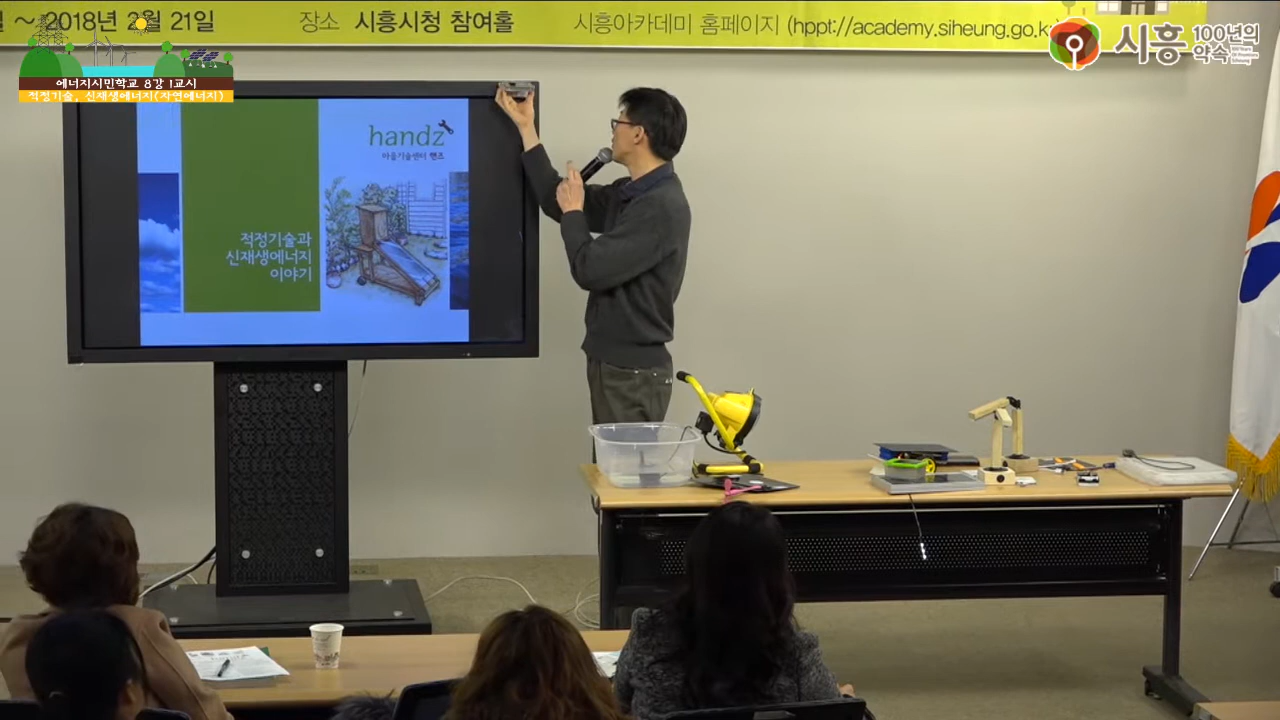 ~ 2018년 2월 21일 장소 시흥시청 참여홀 시흥아카데미 홈페이지 (hppt://academy.siheung.go.k
시흥 100년의 약속
에너지시민학교 8강 1교시
적정기술, 신재생에너지(자연에너지)
handz
마을기술센터 핸즈
적정기술과
신재생에너지
이야기